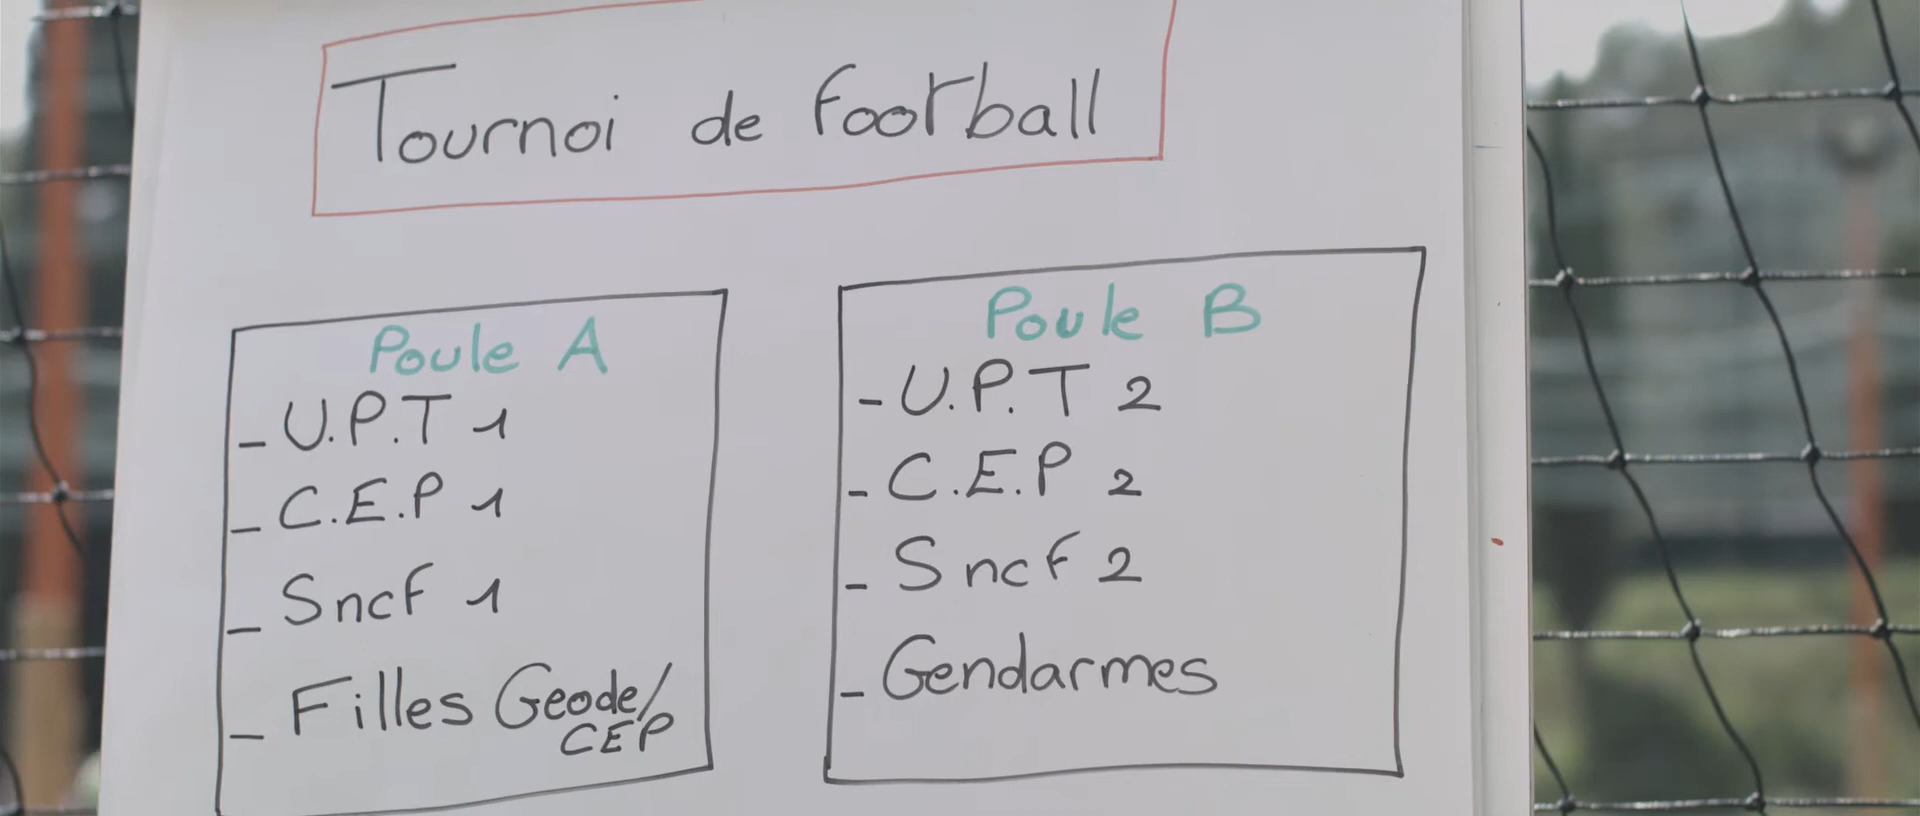 Tournoi de football
Poule A
- U.P.T 1
- C.E.P 1
- Sncf 1
- Filles Geode/
CEP
Poule B
- U.P.T 2
- C.E.P 2
- Sncf 2
- Gendarmes